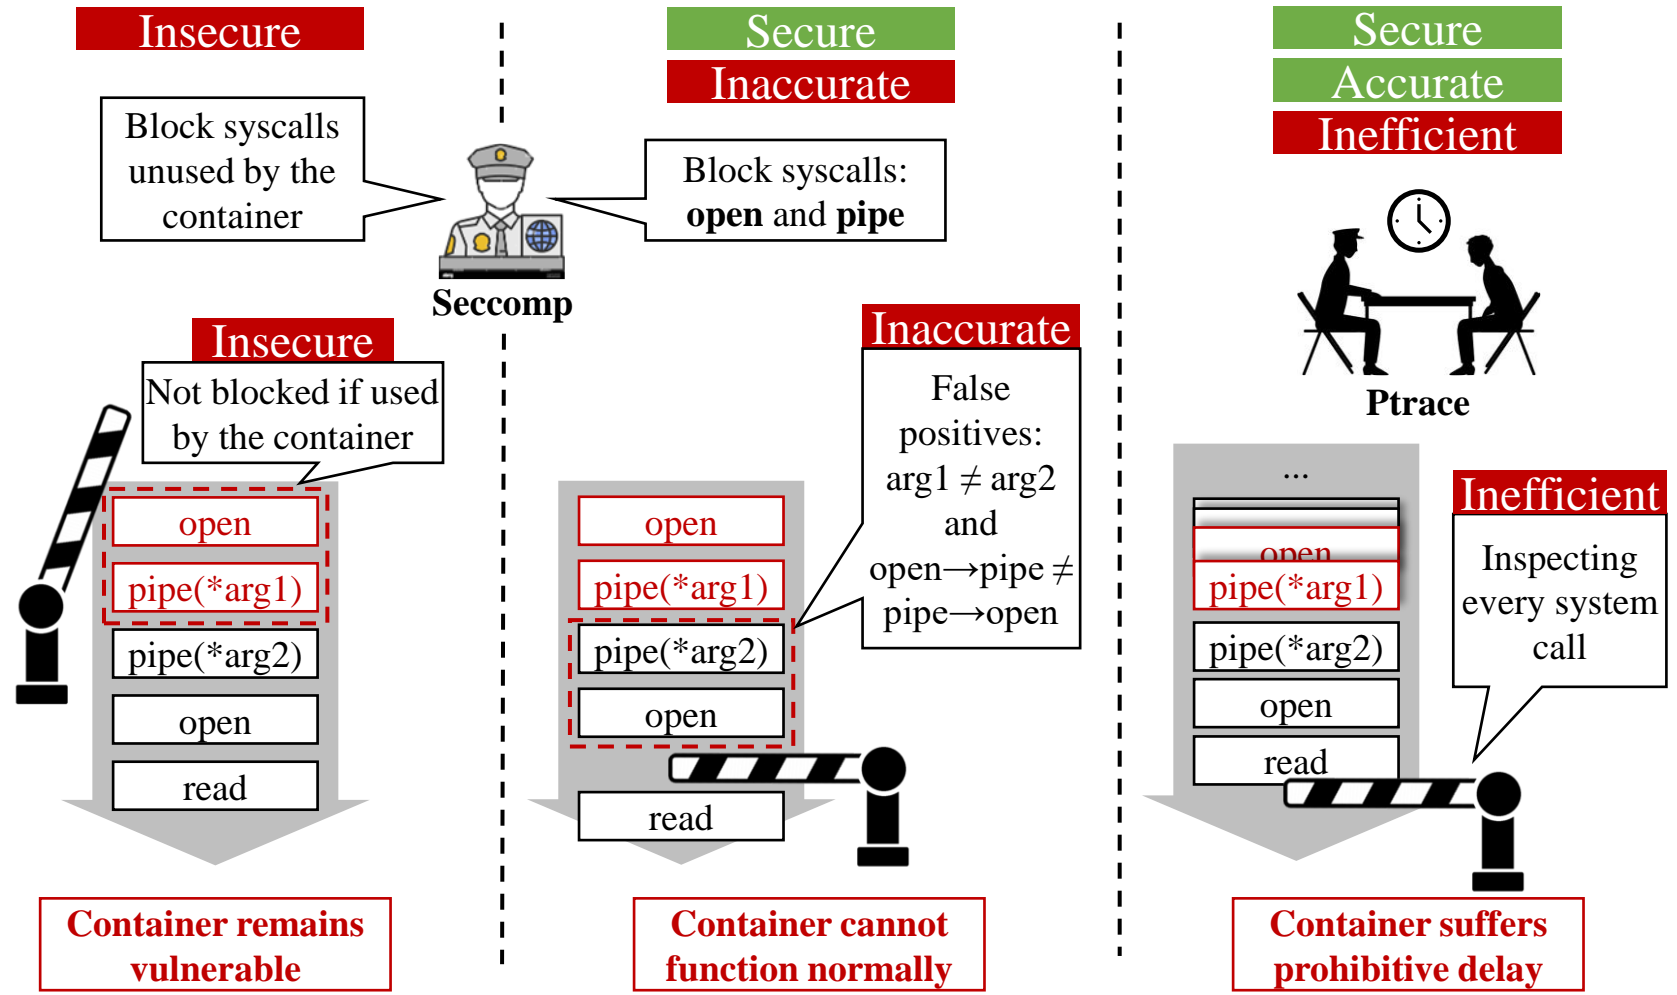 Insecure
Block syscalls
unused by the
container
Seccomp
Insecure
Not blocked if used
by the container
open
pipe(*arg1)
pipe(*arg2)
open
read
Container remains
vulnerable
Secure
Inaccurate
Block syscalls:
open and pipe
Inaccurate
False
positives:
arg1 ≠ arg2
and
open→pipe ≠
pipe→open
open
pipe(*arg1)
pipe(*arg2)
open
read
Container cannot
function normally
Secure
Accurate
Inefficient
Ptrace
...
open
pipe(*arg1)
pipe(*arg2)
open
read
Inefficient
Inspecting
every system
call
Container suffers
prohibitive delay